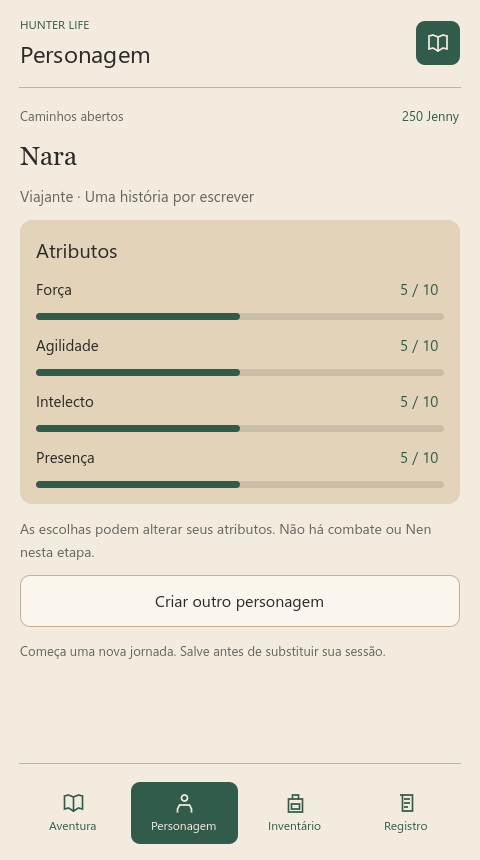 HUNTER LIFE
Personagem
Caminhos abertos 250 Jenny
Nara
Viajante · Uma história por escrever
Atributos
Força 5 / 10
Agilidade 5 / 10
Intelecto 5 / 10
Presença 5 / 10
As escolhas podem alterar seus atributos. Não há combate ou Nen
nesta etapa.
Criar outro personagem
Começa uma nova jornada. Salve antes de substituir sua sessão.
Aventura Personagem Inventário Registro